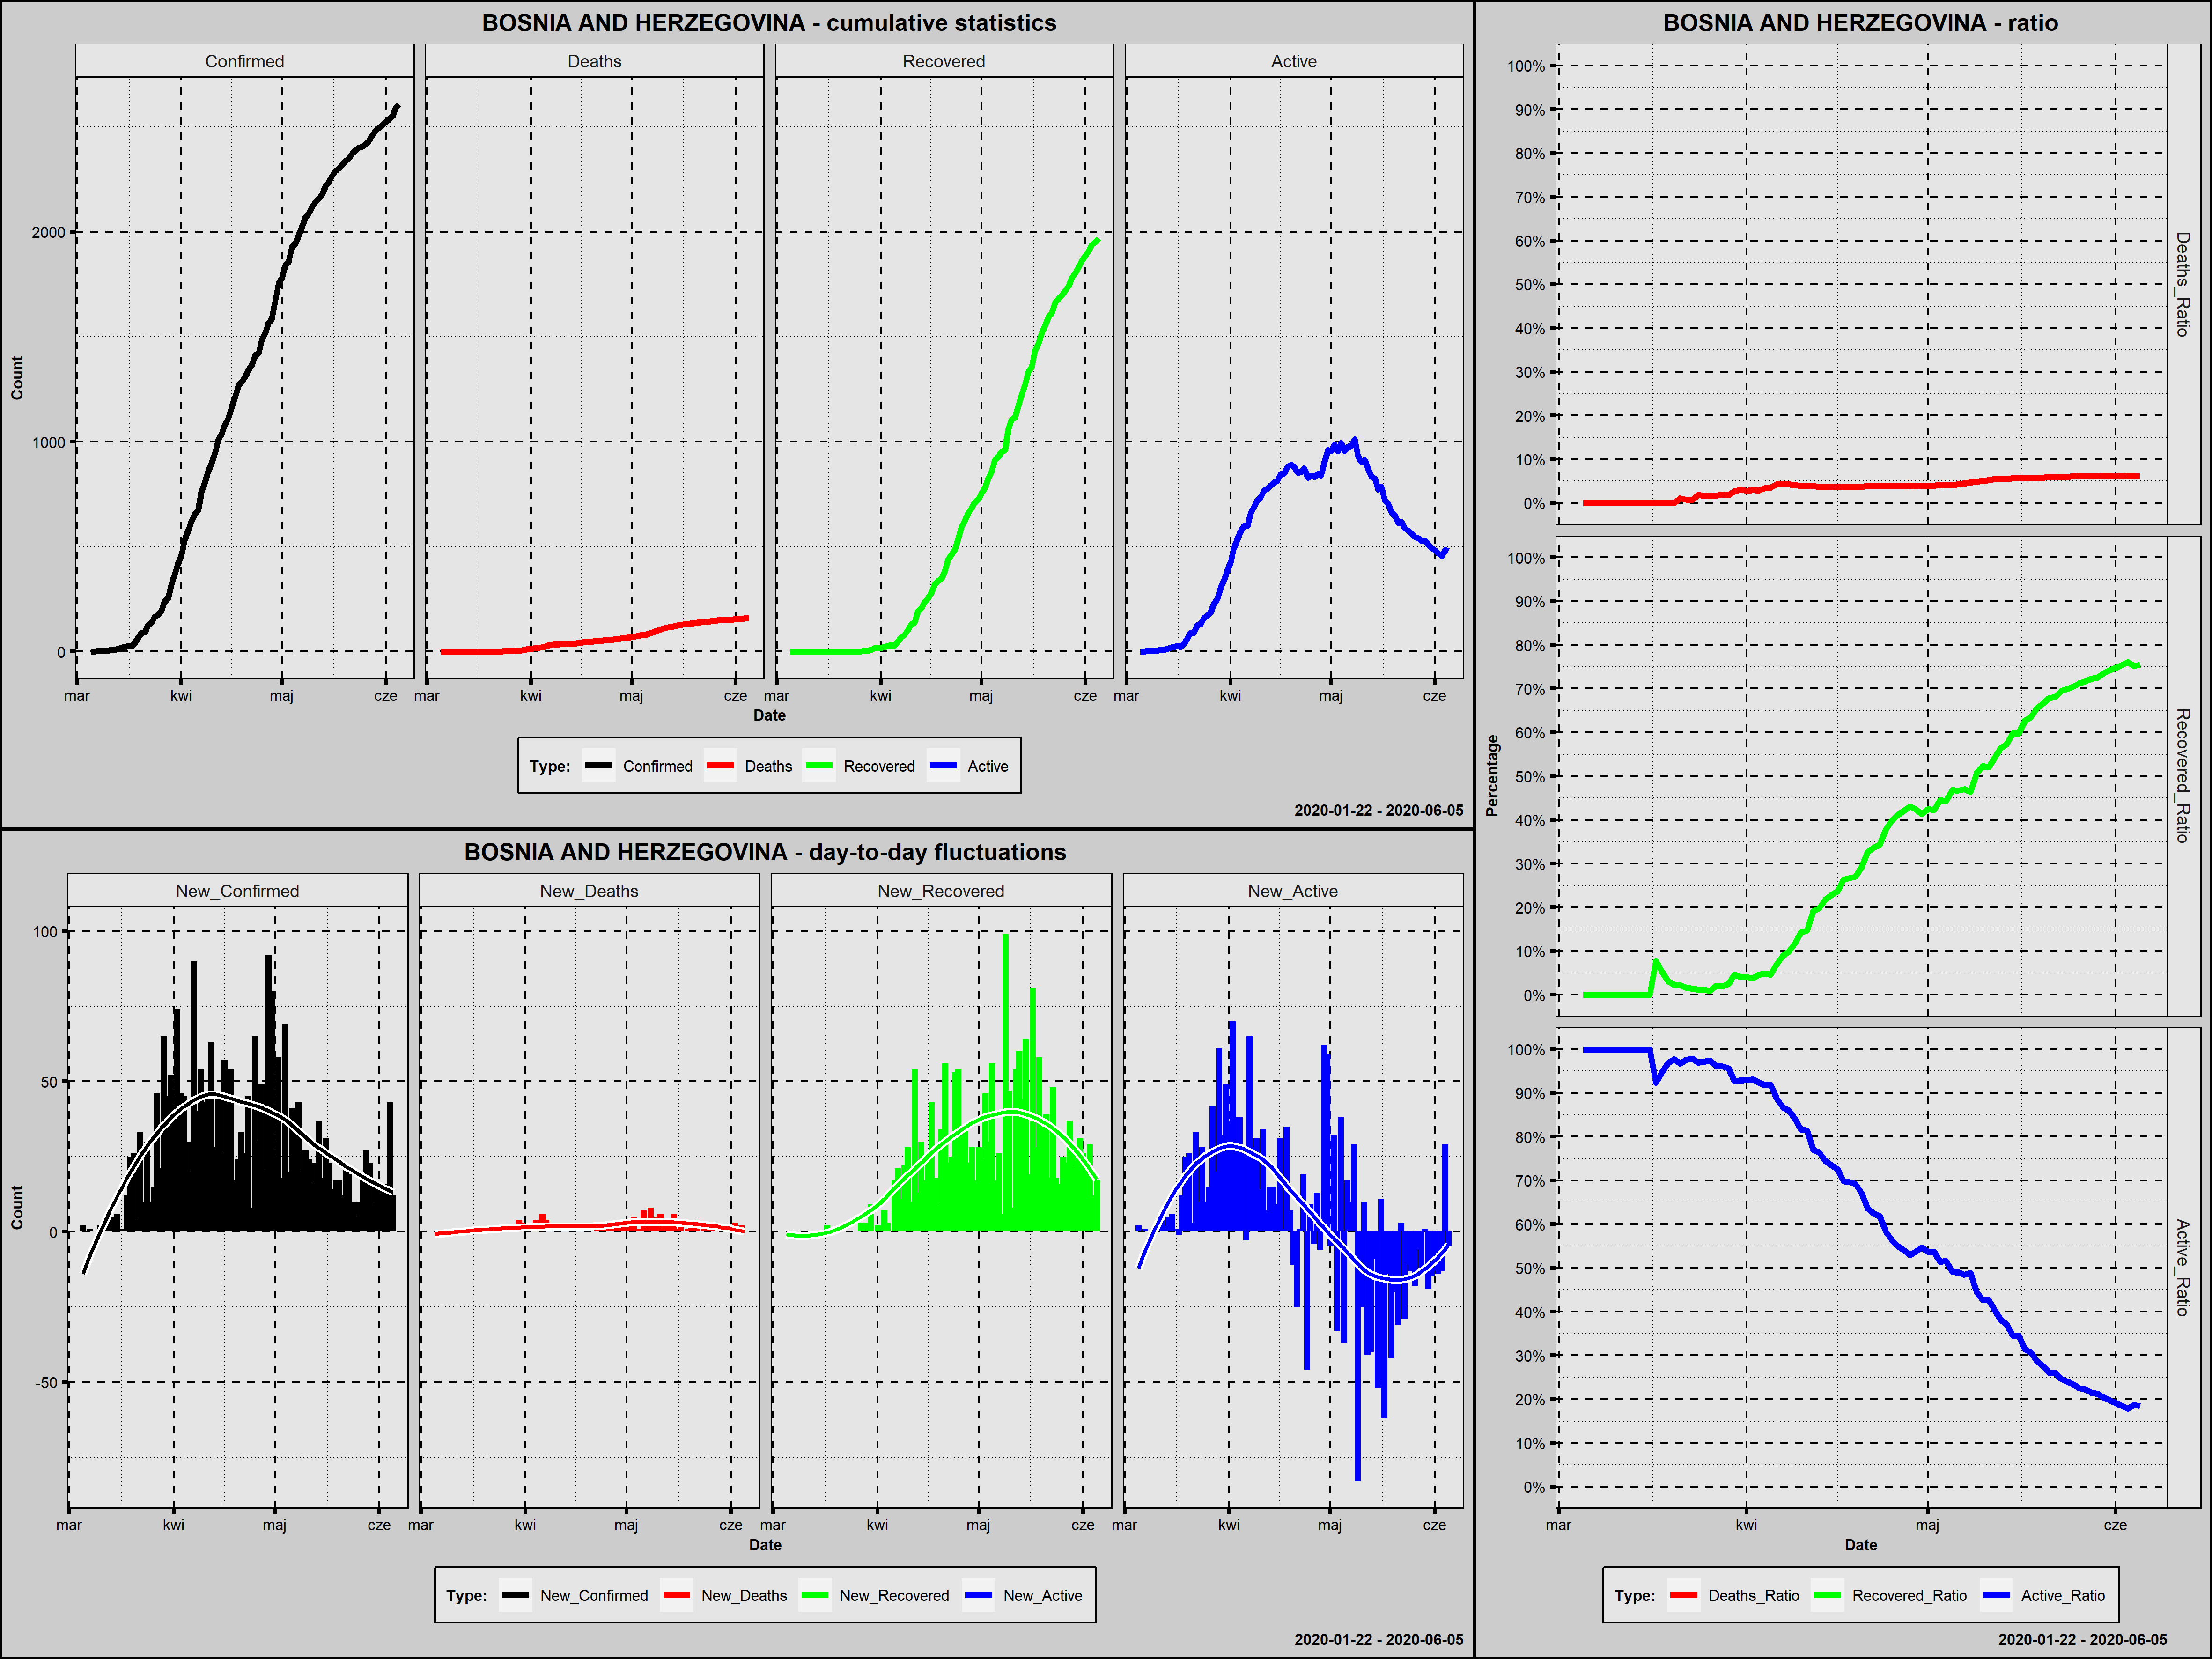 BOSNIA AND HERZEGOVINA - cumulative statistics
Confirmed Deaths Recovered Active
Count
2000
1000
0
mar kwi maj cze mar kwi maj cze mar kwi maj cze mar kwi maj cze
Date
Type: Confirmed Deaths Recovered Active
2020-01-22 - 2020-06-05
BOSNIA AND HERZEGOVINA - day-to-day fluctuations
New_Confirmed New_Deaths New_Recovered New_Active
Count
100
50
0
-50
mar kwi maj cze mar kwi maj cze mar kwi maj cze mar kwi maj cze
Date
Type: New_Confirmed New_Deaths New_Recovered New_Active
2020-01-22 - 2020-06-05
BOSNIA AND HERZEGOVINA - ratio
Percentage
100%
90%
80%
70%
60%
50%
40%
30%
20%
10%
0%
Deaths_Ratio
100%
90%
80%
70%
60%
50%
40%
30%
20%
10%
0%
Recovered_Ratio
100%
90%
80%
70%
60%
50%
40%
30%
20%
10%
0%
Active_Ratio
mar kwi maj cze
Date
Type: Deaths_Ratio Recovered_Ratio Active_Ratio
2020-01-22 - 2020-06-05